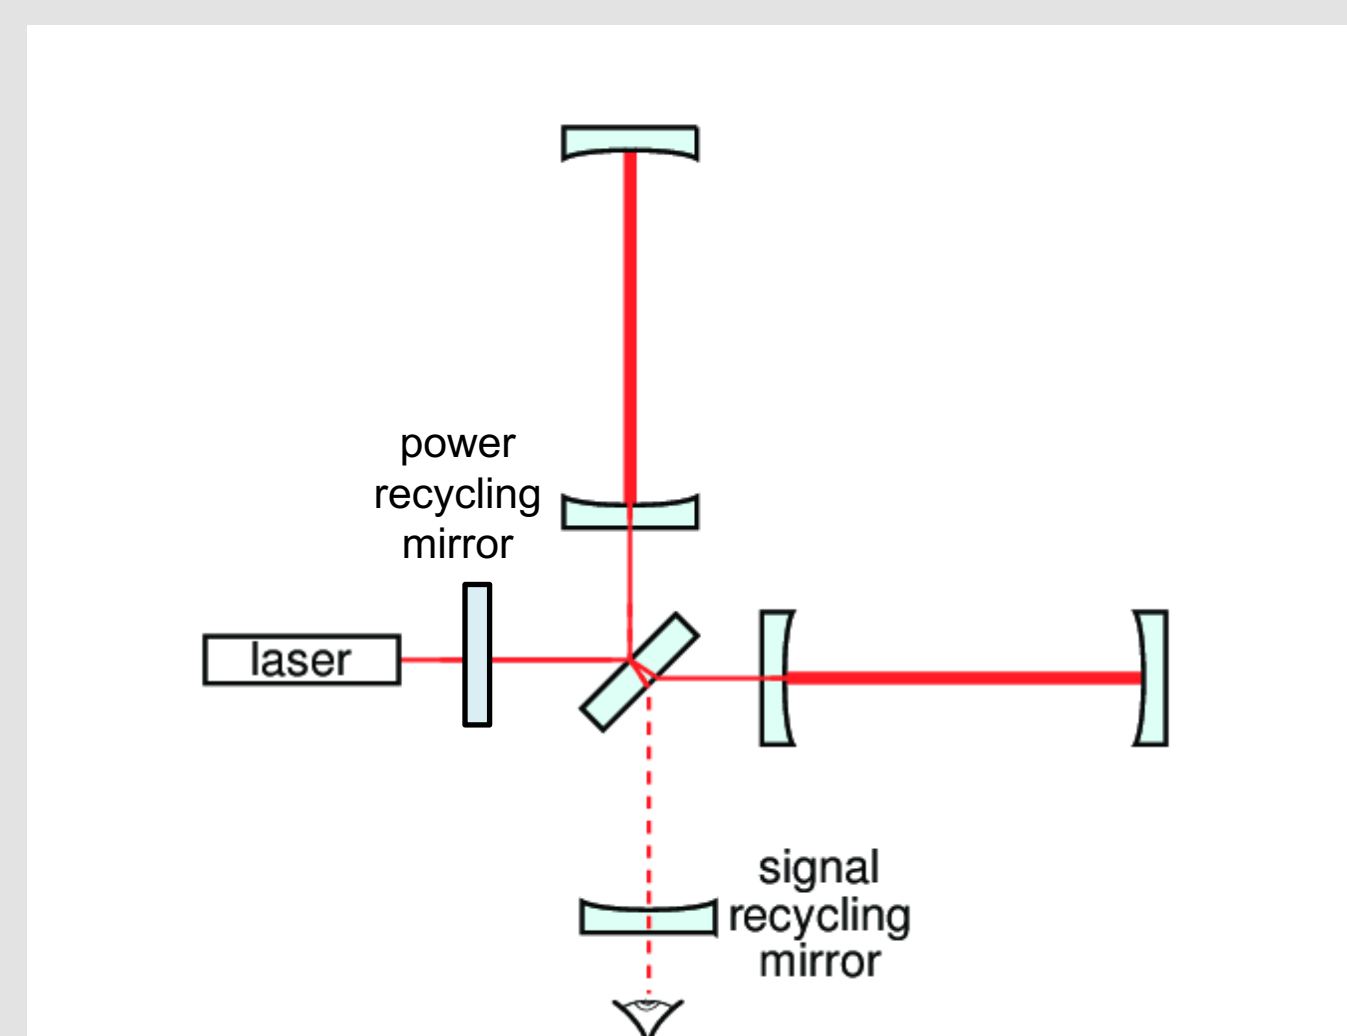 power
recycling
mirror
laser
signal
recycling
mirror